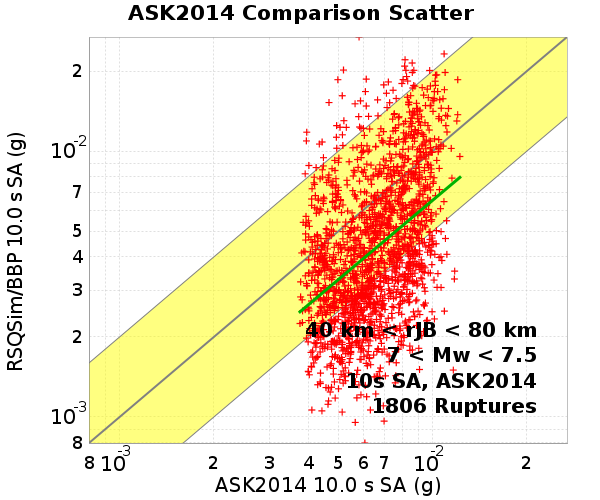 ASK2014 Comparison Scatter
RSQSim/BBP 10.0 s SA (g)
2
10-2
7
5
4
3
2
10-3
8
40 km < rJB < 80 km
7 < Mw < 7.5
10s SA, ASK2014
1806 Ruptures
8 10-3 2 3 4 5 6 7 10-2 2
ASK2014 10.0 s SA (g)